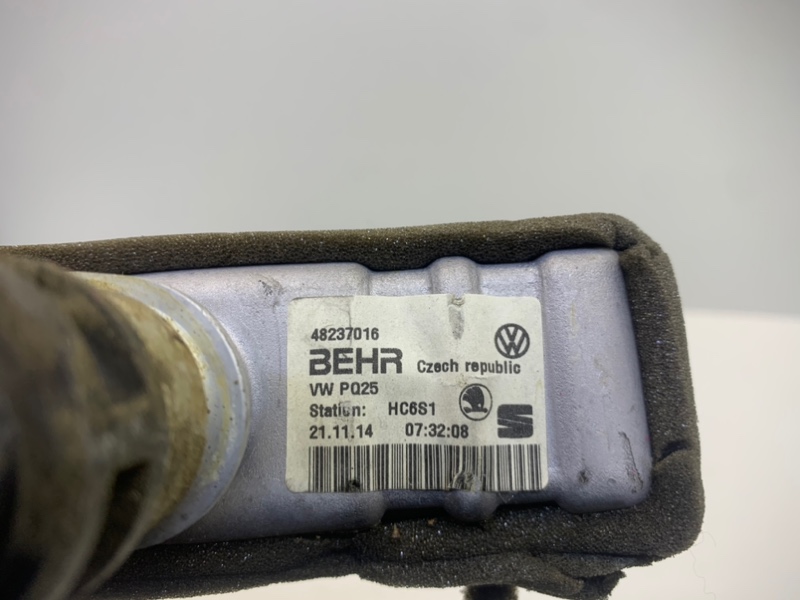 48237016
BEHR Czech republic
VW PQ25
Station: HC6S1
21.11.14 07:32:08